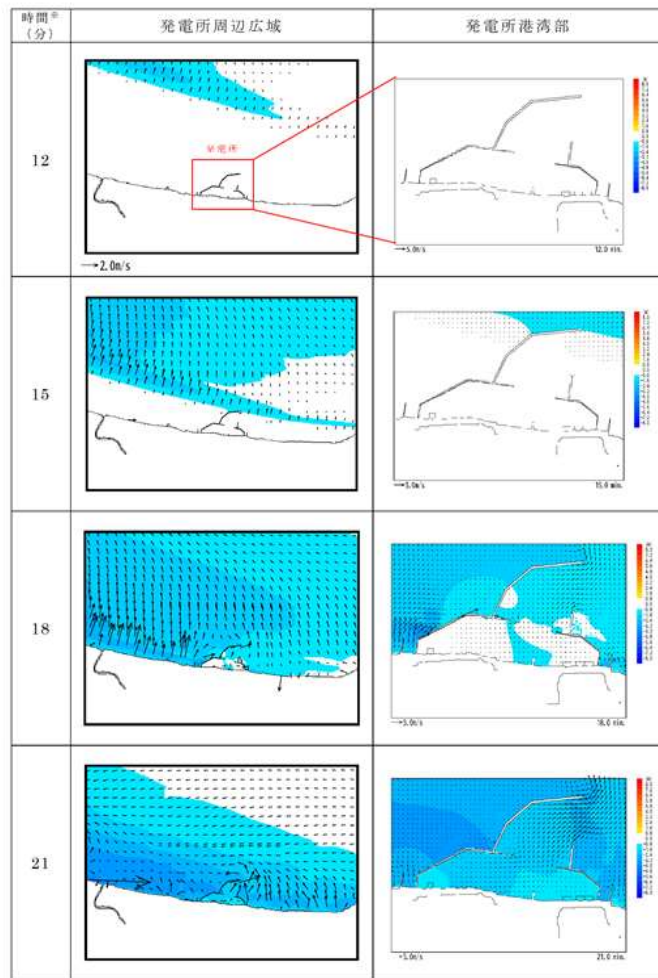 時間※
(分)
発電所周辺広域
発電所港湾部
12
発電所
→2.0m/s
→5.0m/s
12.0 min.
15
→5.0m/s
15.0 min.
18
→5.0m/s
18.0 min.
21
→5.0m/s
21.0 min.